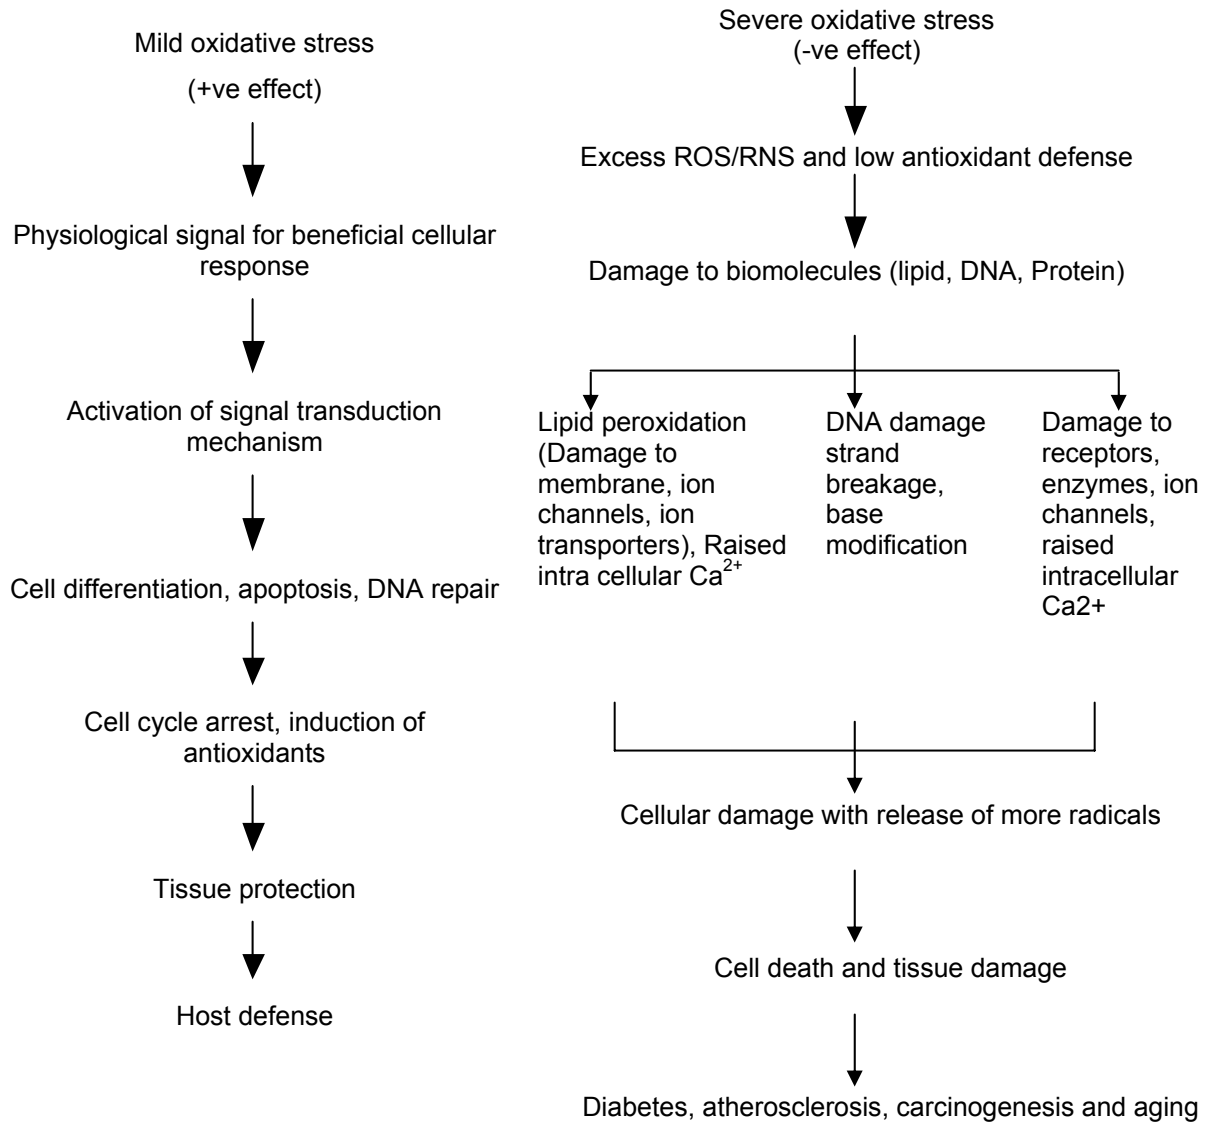 Mild oxidative stress
(+ve effect)
Physiological signal for beneficial cellular
response
Activation of signal transduction
mechanism
Cell differentiation, apoptosis, DNA repair
Cell cycle arrest, induction of
antioxidants
Tissue protection
Host defense
Severe oxidative stress
(-ve effect)
Excess ROS/RNS and low antioxidant defense
Damage to biomolecules (lipid, DNA, Protein)
Lipid peroxidation
(Damage to
membrane, ion
channels, ion
transporters), Raised
intra cellular Ca²⁺
DNA damage
strand
breakage,
base
modification
Damage to
receptors,
enzymes, ion
channels,
raised
intracellular
Ca2+
Cellular damage with release of more radicals
Cell death and tissue damage
Diabetes, atherosclerosis, carcinogenesis and aging